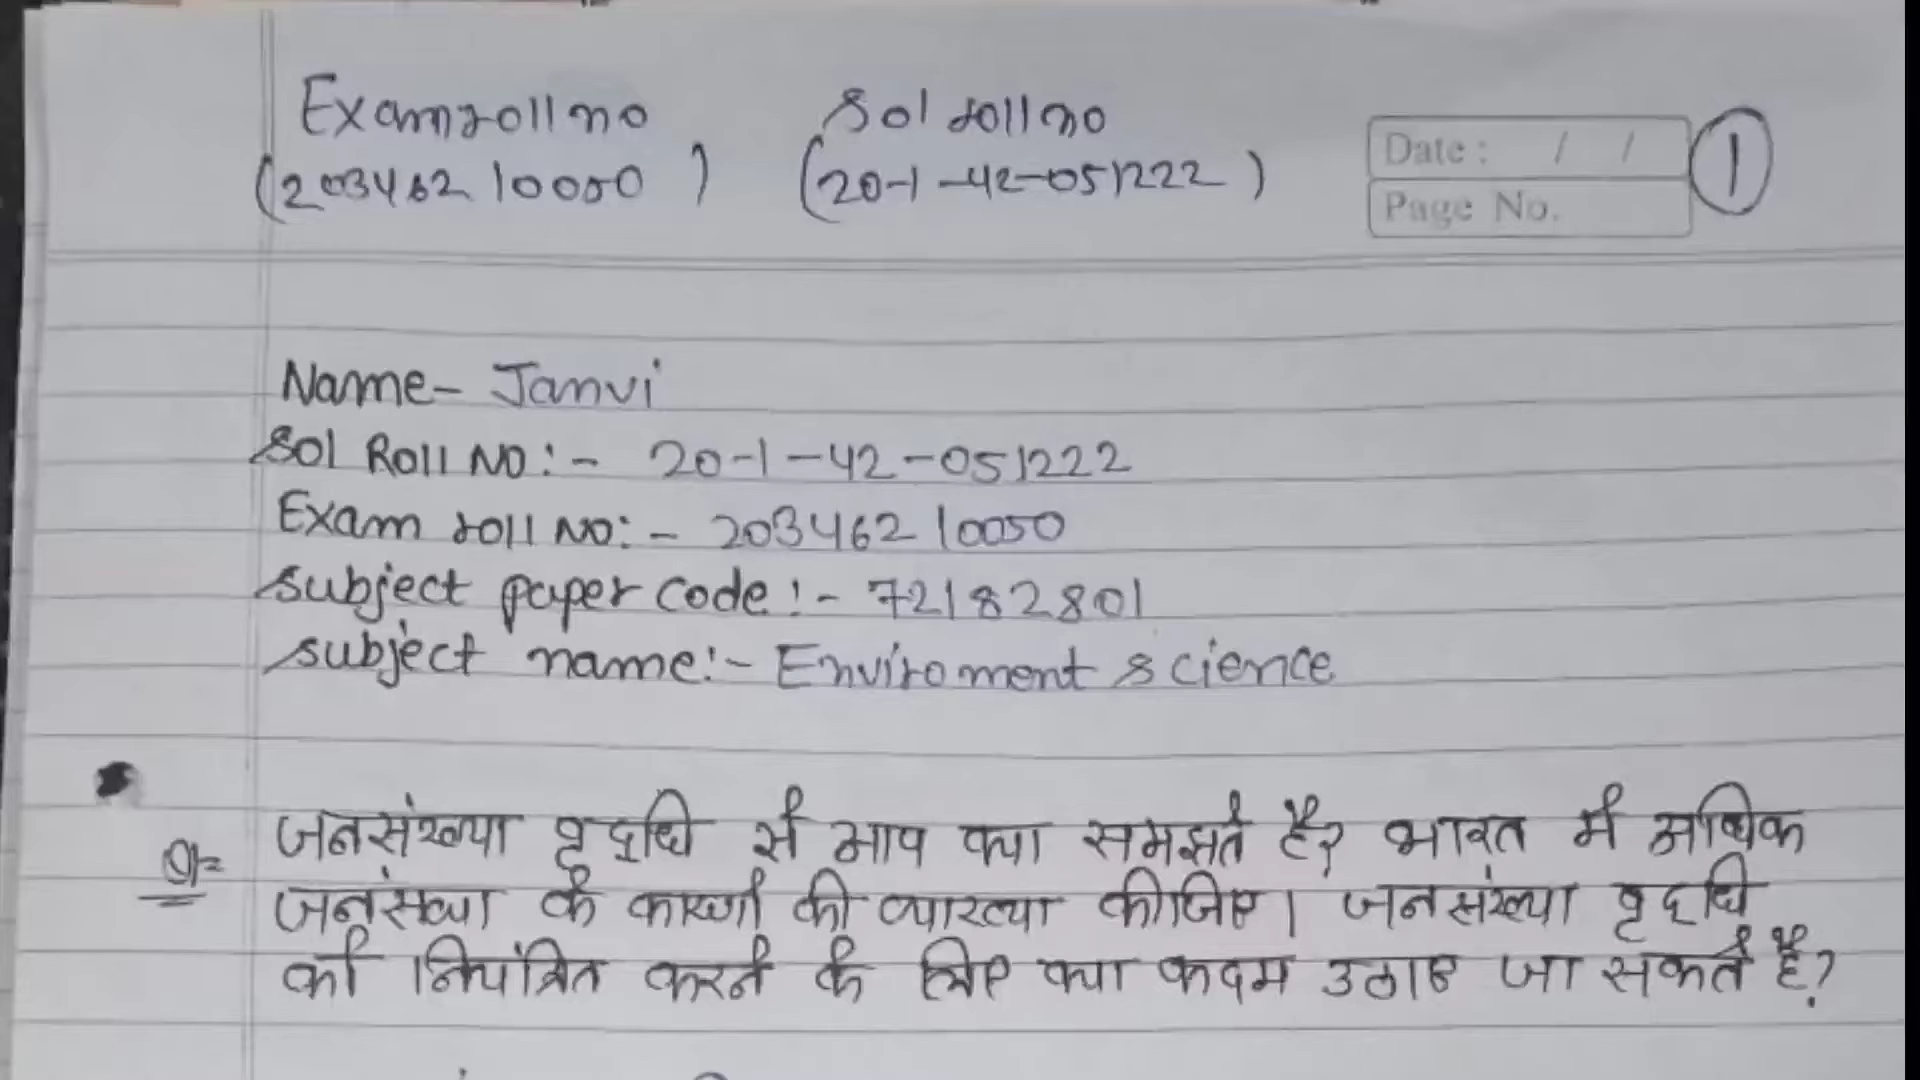 Exam roll no Sol roll no
(20346210050) (20-1-42-051222)
Date: / / 1
Page No.
Name- Janvi
Sol Roll NO:- 20-1-42-051222
Exam roll NO:- 20346210050
Subject paper code:- 72182801
Subject name:- Enviroment science
Q= जनसंख्या वृद्धि से आप क्या समझते है? भारत में अधिक
जनसंख्या के कारणों की व्याख्या कीजिए। जनसंख्या वृद्धि
को नियंत्रित करने के लिए क्या कदम उठाए जा सकते है?